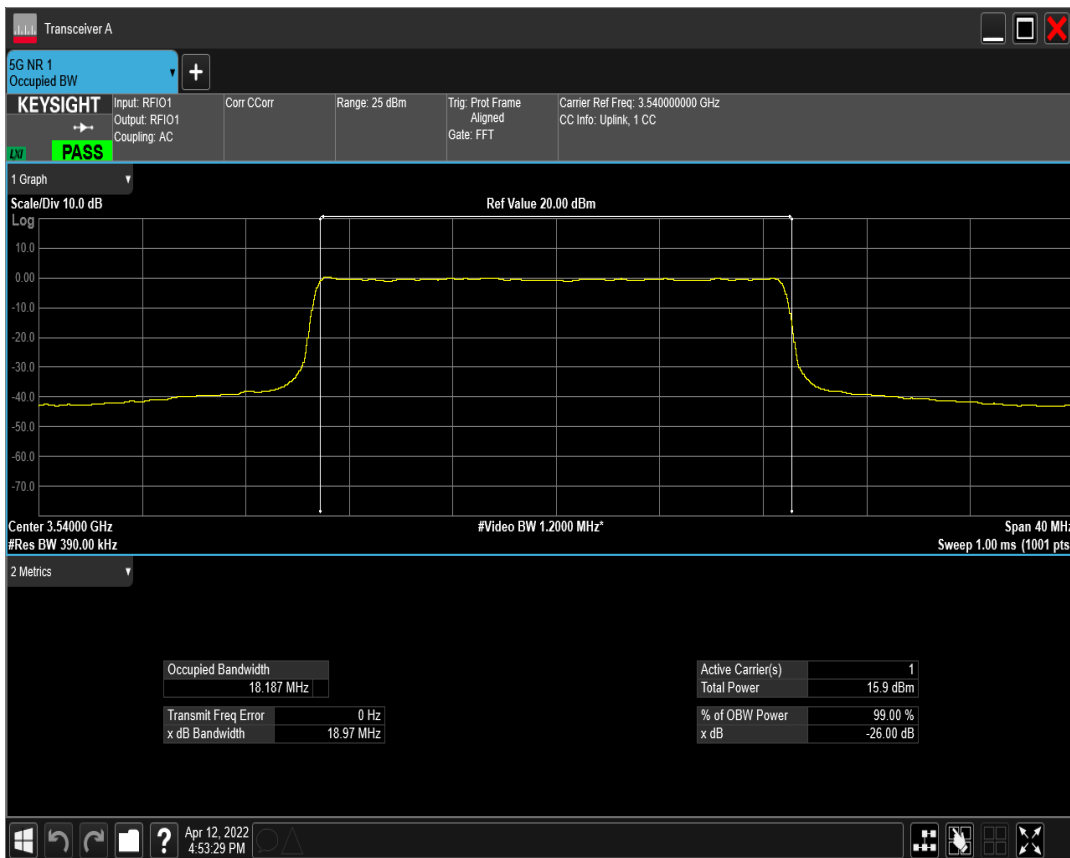 Transceiver A
5G NR 1
Occupied BW
KEYSIGHT
LXI
PASS
Input: RFIO1
Output: RFIO1
Coupling: AC
Corr CCorr
Range: 25 dBm
Trig: Prot Frame
Aligned
Gate: FFT
Carrier Ref Freq: 3.540000000 GHz
CC Info: Uplink, 1 CC
1 Graph
Scale/Div 10.0 dB
Ref Value 20.00 dBm
Log
10.0
0.00
-10.0
-20.0
-30.0
-40.0
-50.0
-60.0
-70.0
Center 3.54000 GHz
#Video BW 1.2000 MHz*
Span 40 MHz
#Res BW 390.00 kHz
Sweep 1.00 ms (1001 pts
2 Metrics
Occupied Bandwidth
18.187 MHz
Transmit Freq Error 0 Hz
x dB Bandwidth 18.97 MHz
Active Carrier(s) 1
Total Power 15.9 dBm
% of OBW Power 99.00 %
x dB -26.00 dB
?
Apr 12, 2022
4:53:29 PM